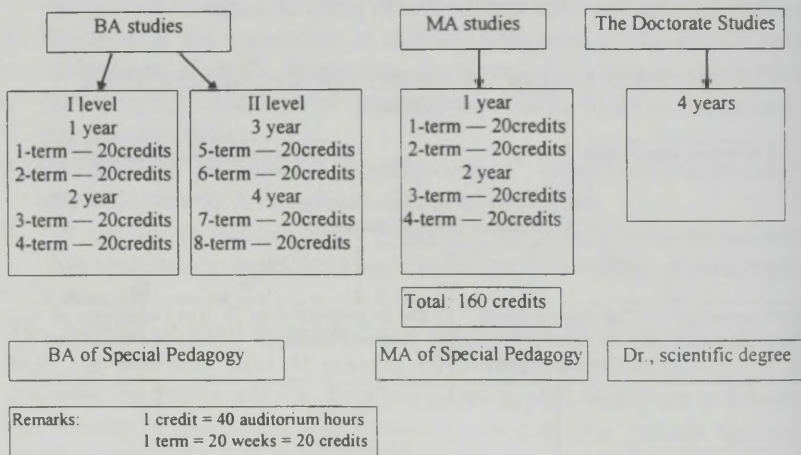 BA studies
MA studies
The Doctorate Studies
I level
1 year
1-term — 20credits
2-term — 20credits
2 year
3-term — 20credits
4-term — 20credits
II level
3 year
5-term — 20credits
6-term — 20credits
4 year
7-term — 20credits
8-term — 20credits
1 year
1-term — 20credits
2-term — 20credits
2 year
3-term — 20credits
4-term — 20credits
4 years
Total: 160 credits
BA of Special Pedagogy
MA of Special Pedagogy
Dr., scientific degree
Remarks: 1 credit = 40 auditorium hours
1 term = 20 weeks = 20 credits